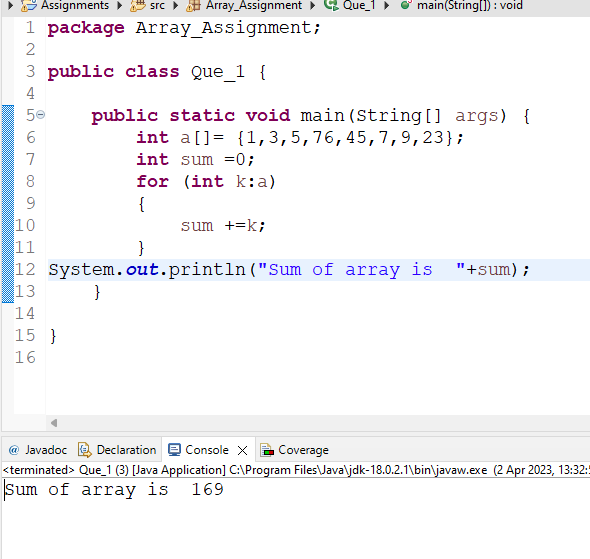 Assignments src Array_Assignment Que_1 main(String[]) : void
1 package Array_Assignment;
2
3 public class Que_1 {
4
5 public static void main(String[] args) {
6 int a[]= {1,3,5,76,45,7,9,23};
7 int sum =0;
8 for (int k:a)
9 {
10 sum +=k;
11 }
12 System.out.println("Sum of array is  "+sum);
13 }
14
15 }
16
@ Javadoc Declaration Console Coverage
<terminated> Que_1 (3) [Java Application] C:\Program Files\Java\jdk-18.0.2.1\bin\javaw.exe (2 Apr 2023, 13:32:
Sum of array is  169